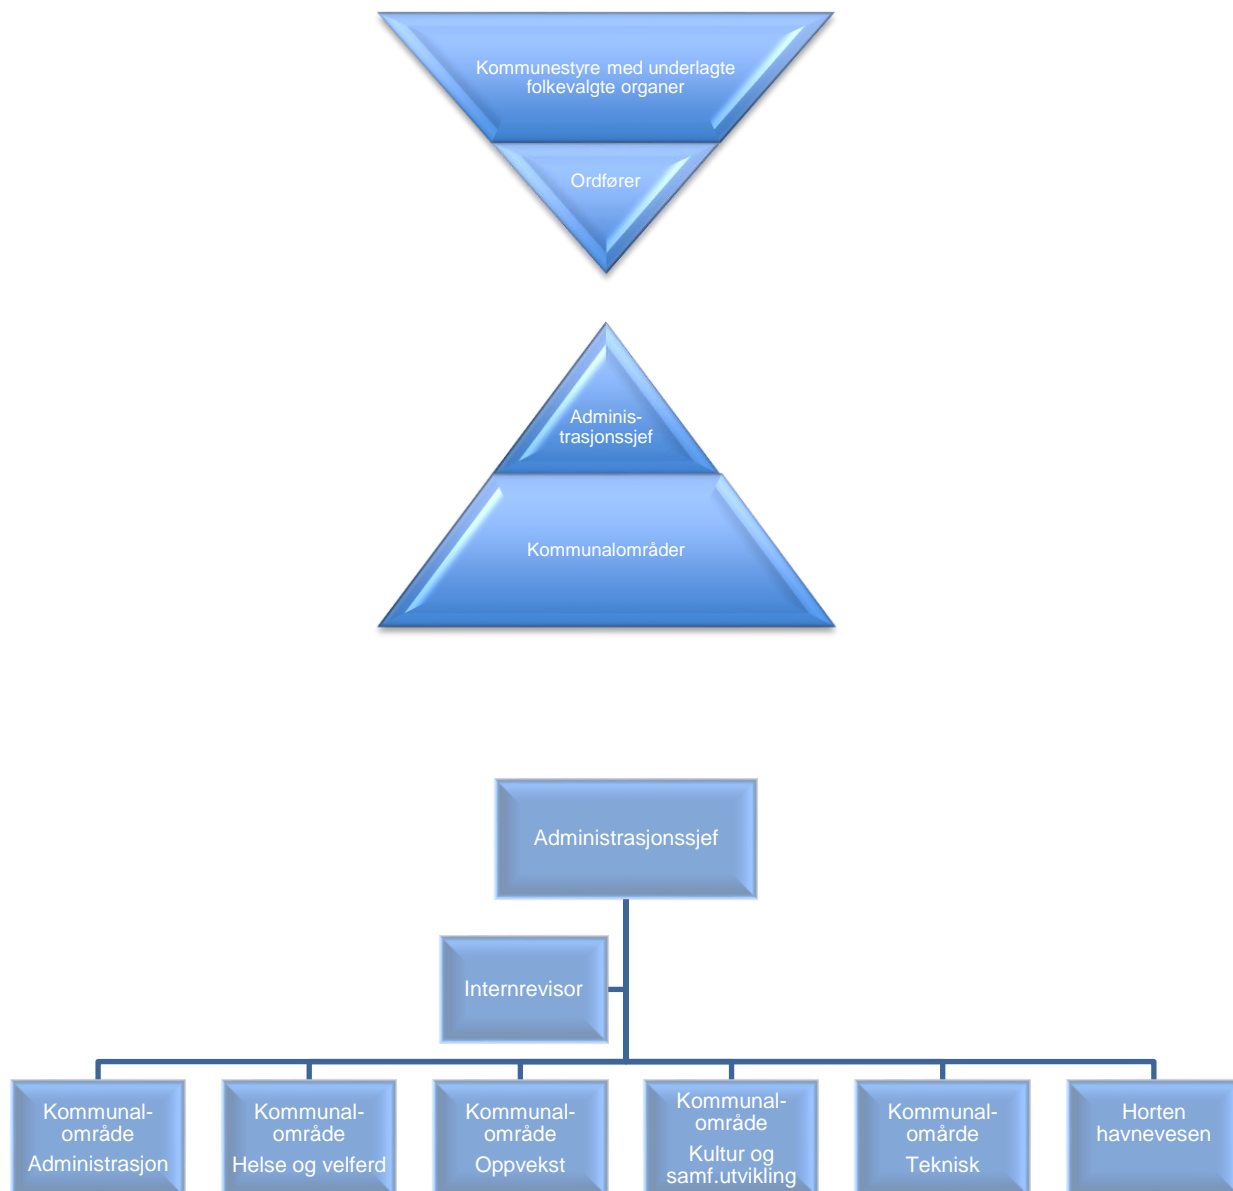 Kommunestyre med underlagte
folkevalgte organer
Ordfører
Adminis-
trasjonssjef
Kommunalområder
Administrasjonssjef
Internrevisor
Kommunal-
område
Administrasjon
Kommunal-
område
Helse og velferd
Kommunal-
område
Oppvekst
Kommunal-
område
Kultur og
samf.utvikling
Kommunal-
omårde
Teknisk
Horten
havnevesen